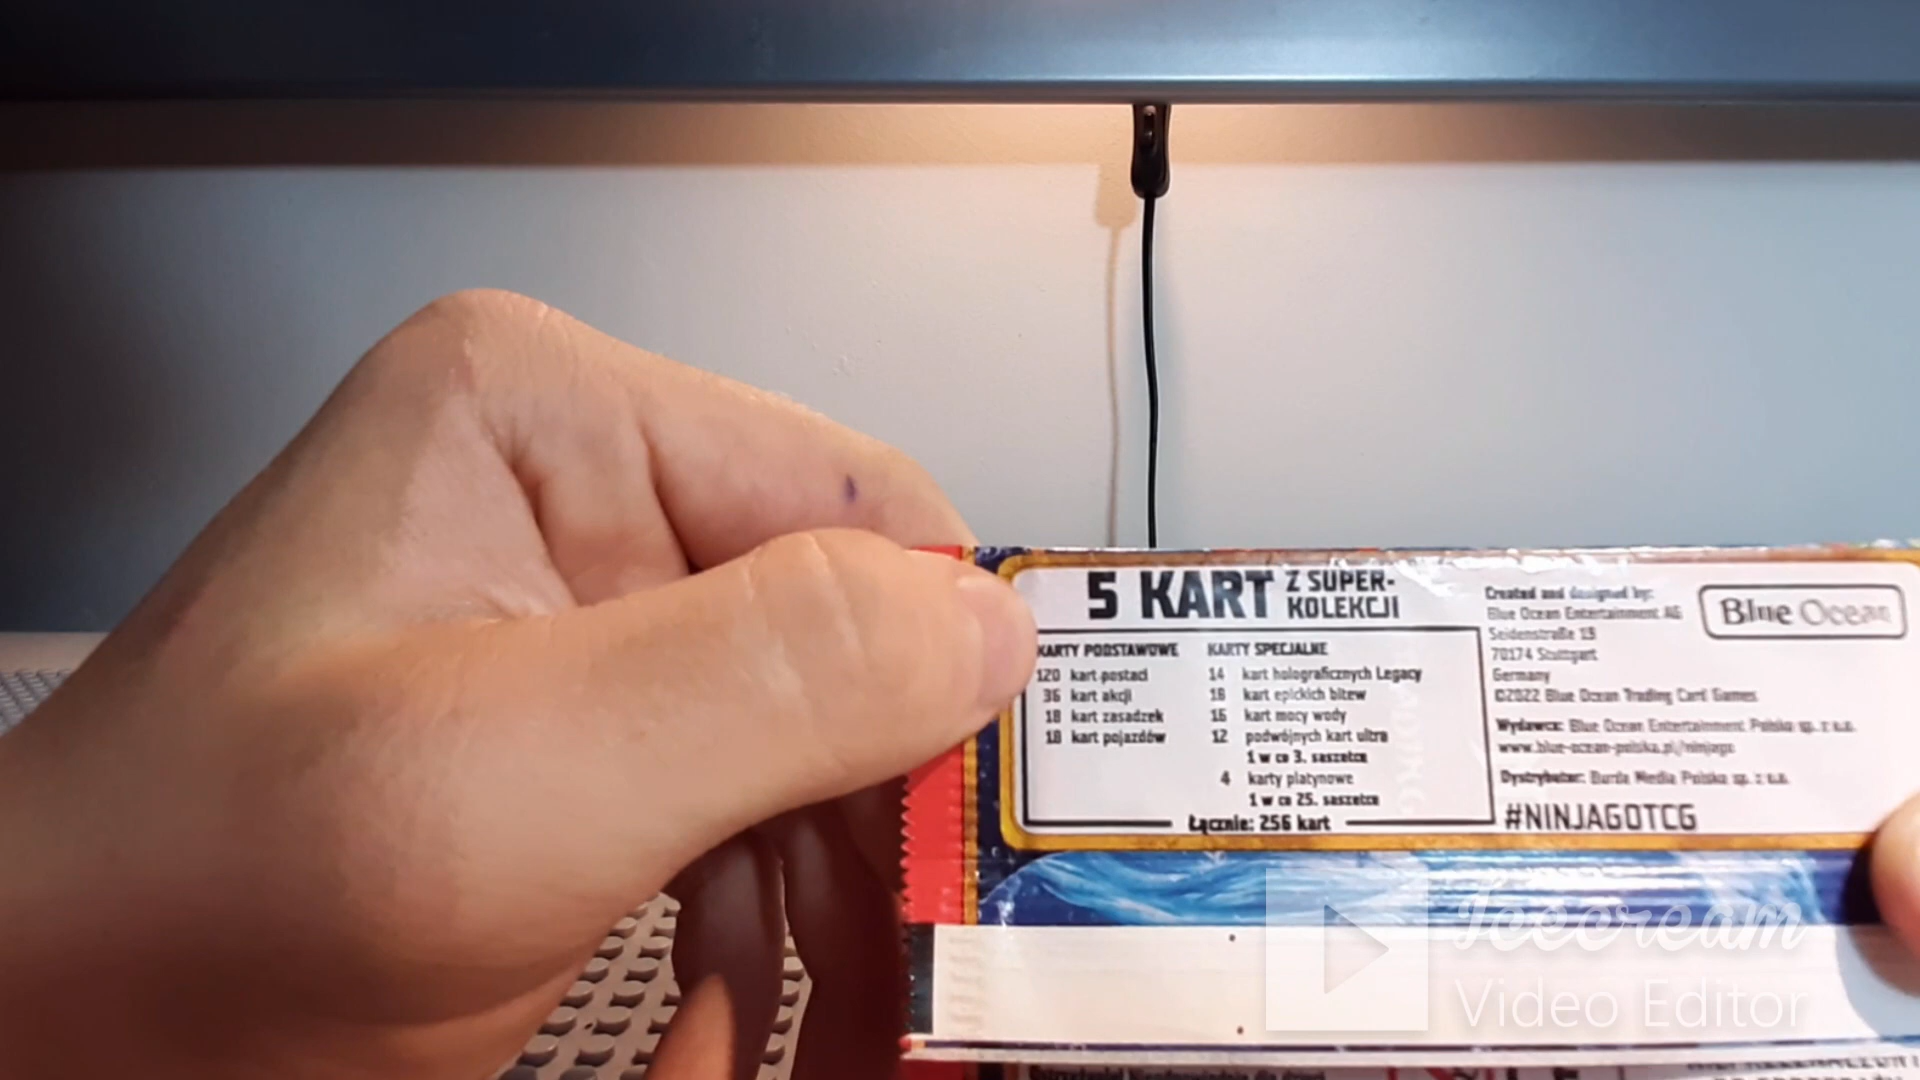 5 KART Z SUPER-
KOLEKCJI
KARTY PODSTAWOWE
120 kart postaci
36 kart akcji
18 kart zasadzek
18 kart pojazdów
KARTY SPECJALNE
14 kart holograficznych Legacy
18 kart epickich bitew
16 kart mocy wody
12 podwójnych kart ultra
1 w co 3. saszetce
4 karty platynowe
1 w co 25. saszetce
Łącznie: 256 kart
Created and designed by:
Blue Ocean Entertainment AG
Seidenstraße 19
70174 Stuttgart
Germany
©2022 Blue Ocean Trading Card Games
Wydawca: Blue Ocean Entertainment Polska sp. z o.o.
www.blue-ocean-polska.pl/ninjago
Dystrybutor: Burda Media Polska sp. z o.o.
#NINJAGOTCG
Blue Ocean
Icecream
Video Editor